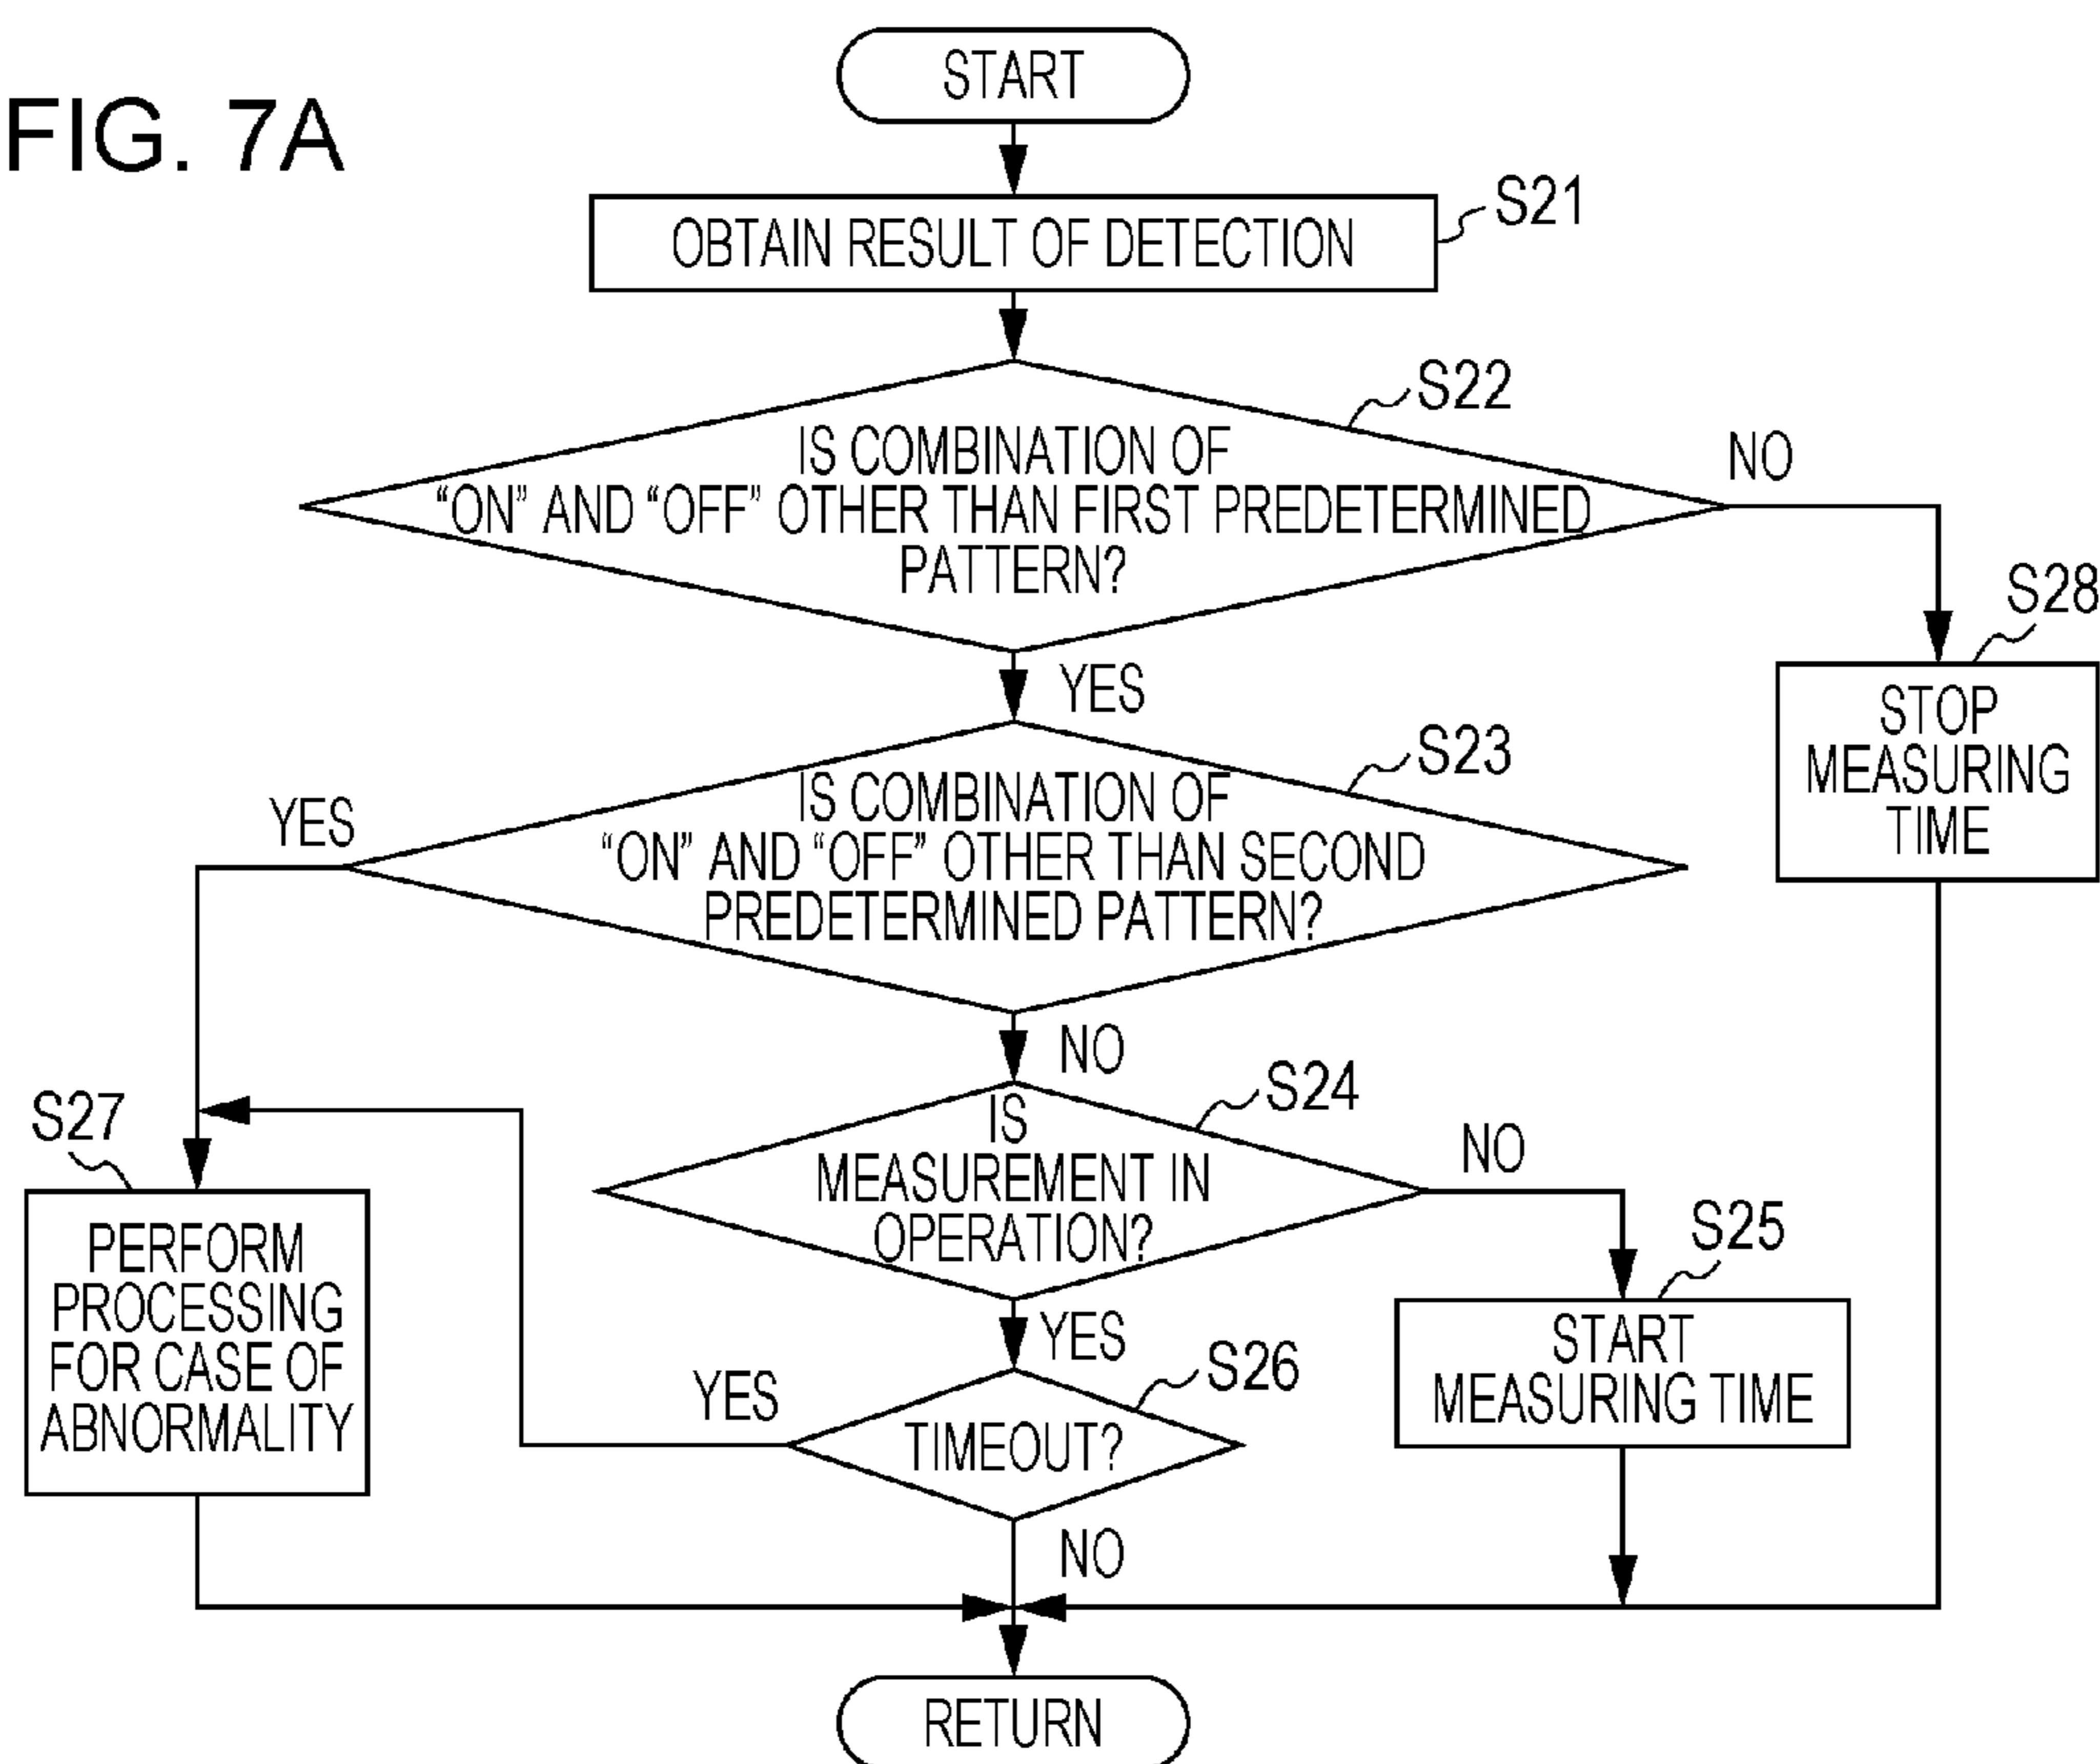 FIG. 7A
START
OBTAIN RESULT OF DETECTION
S21
S22
IS COMBINATION OF
“ON” AND “OFF” OTHER THAN FIRST PREDETERMINED
PATTERN?
NO
YES
S28
STOP
MEASURING
TIME
S23
IS COMBINATION OF
“ON” AND “OFF” OTHER THAN SECOND
PREDETERMINED PATTERN?
YES
NO
S24
IS
MEASUREMENT IN
OPERATION?
NO
YES
S25
START
MEASURING TIME
S26
TIMEOUT?
YES
NO
S27
PERFORM
PROCESSING
FOR CASE OF
ABNORMALITY
RETURN